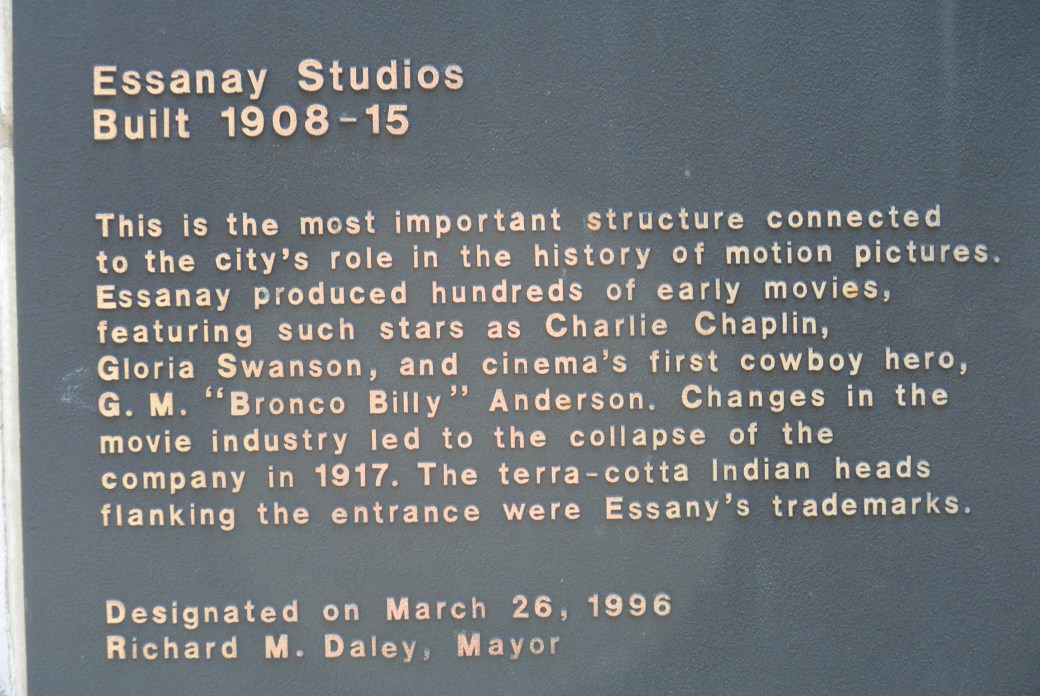 Essanay Studios
Built 1908-15
This is the most important structure connected
to the city's role in the history of motion pictures.
Essanay produced hundreds of early movies,
featuring such stars as Charlie Chaplin,
Gloria Swanson, and cinema's first cowboy hero,
G. M. "Bronco Billy" Anderson. Changes in the
movie industry led to the collapse of the
company in 1917. The terra-cotta Indian heads
flanking the entrance were Essany's trademarks.
Designated on March 26, 1996
Richard M. Daley, Mayor